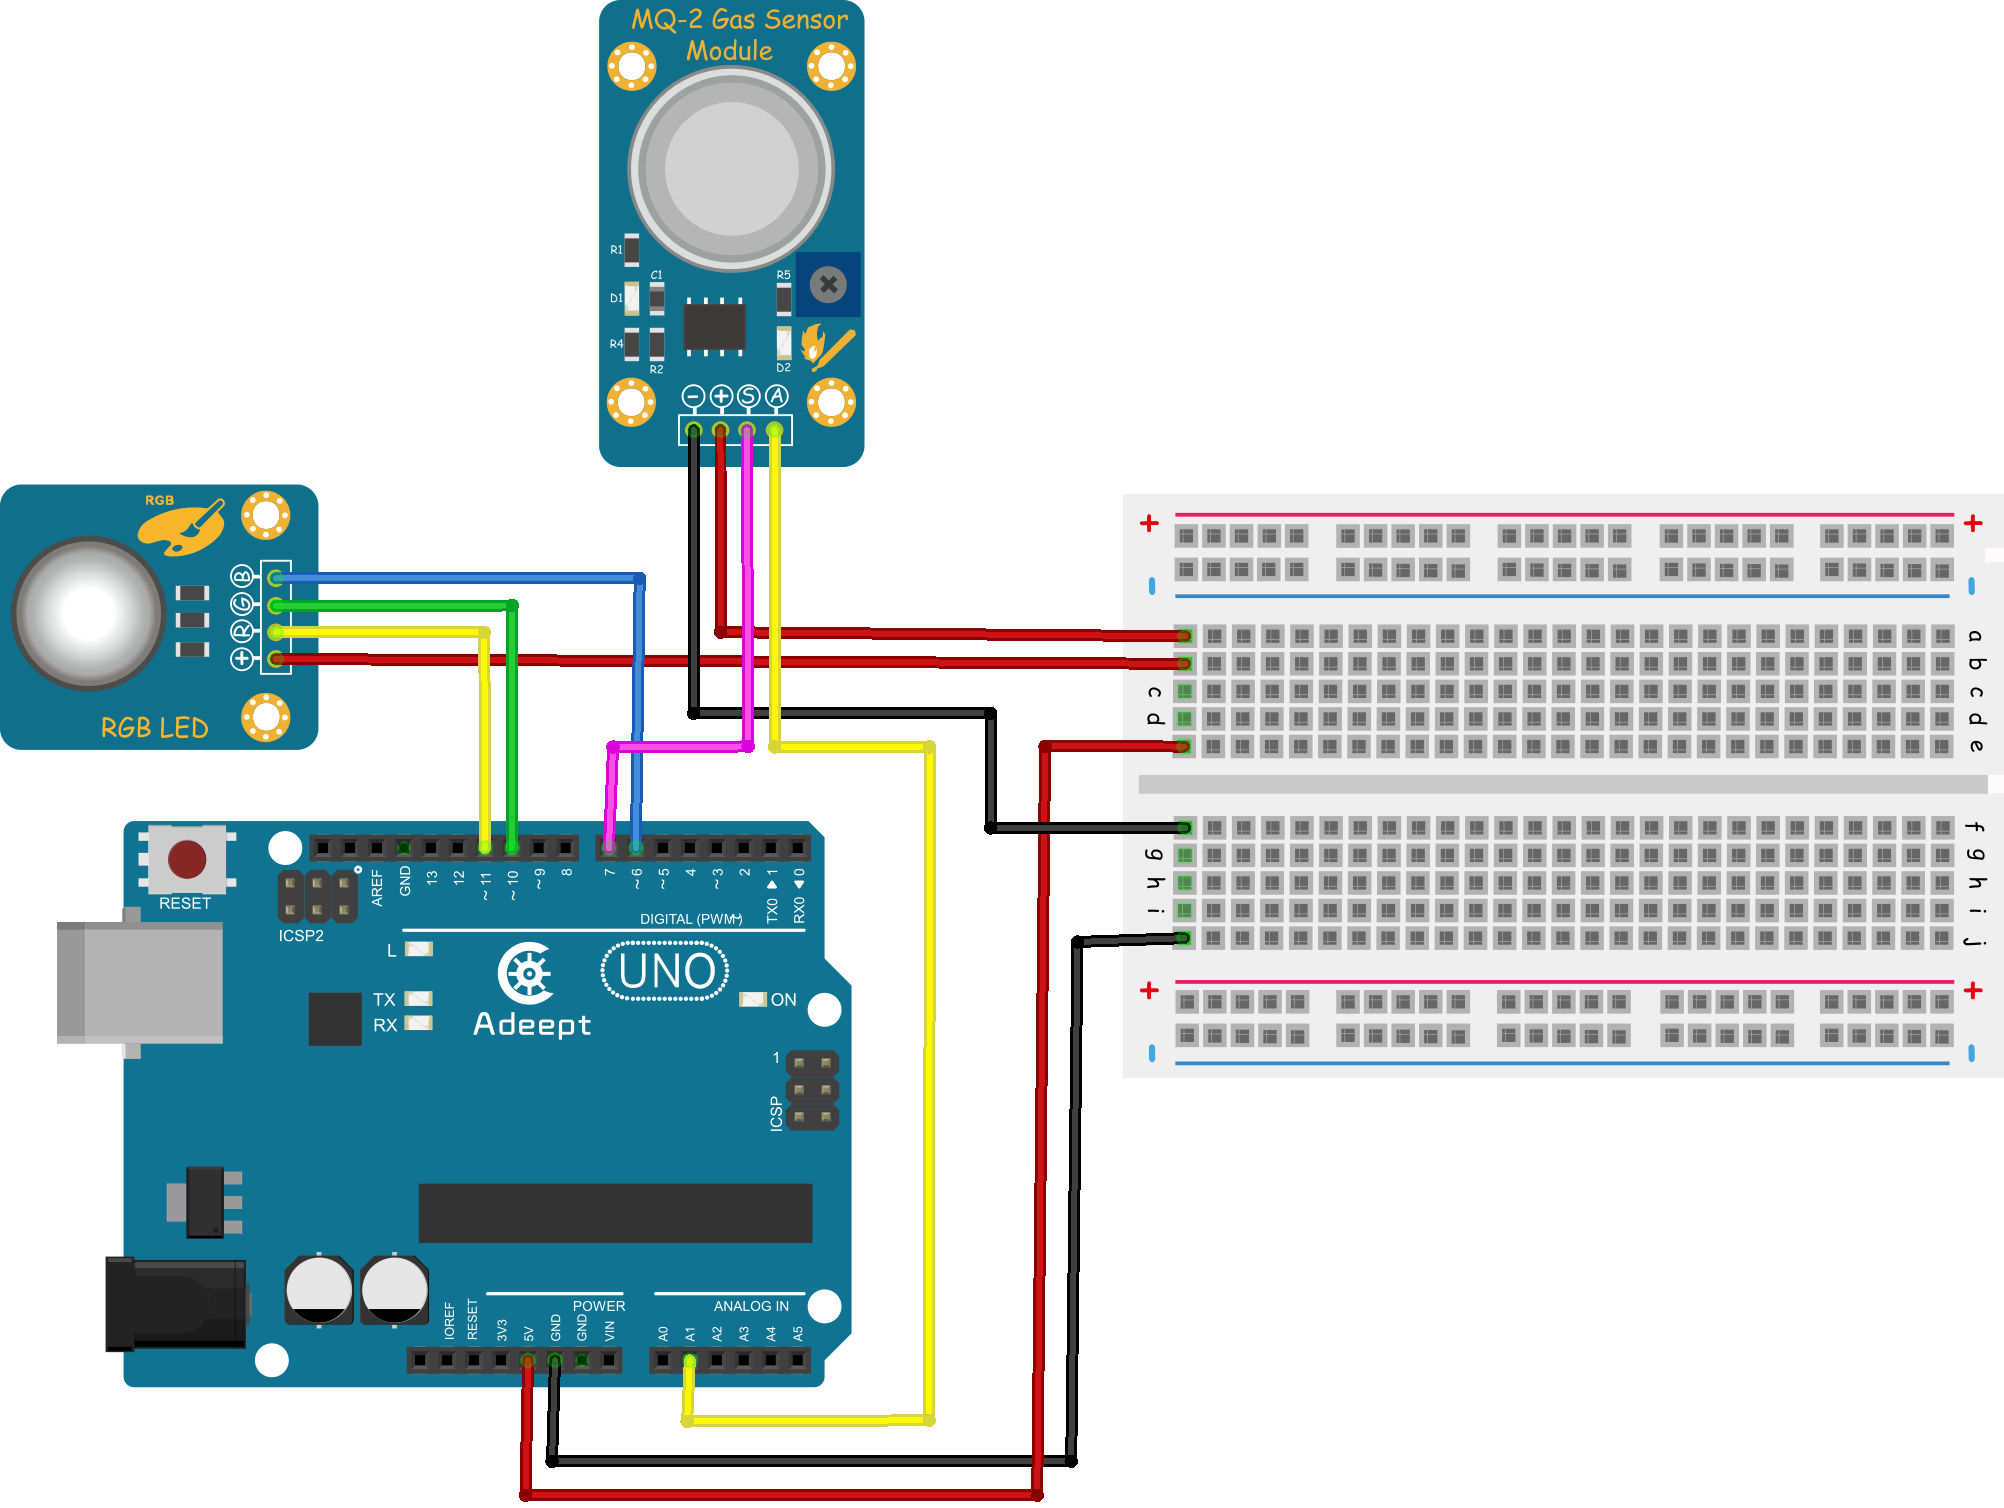 MQ-2 Gas Sensor
Module
R1
C1
R5
D1
R4
R2
D2
- + S A
RGB
B
G
R
+
RGB LED
+ +
- -
a
b
c c
d d
e
f
g g
h h
i i
j
+ +
- -
RESET
ICSP2
AREF
GND
13
12
~11
~10
~9
8
7
~6
~5
4
~3
2
TX0 ▶ 1
RX0 ◀ 0
DIGITAL (PWM~)
L
TX
RX
Adeept
UNO
ON
1
ICSP
POWER
ANALOG IN
IOREF
RESET
3V3
5V
GND
GND
VIN
A0
A1
A2
A3
A4
A5